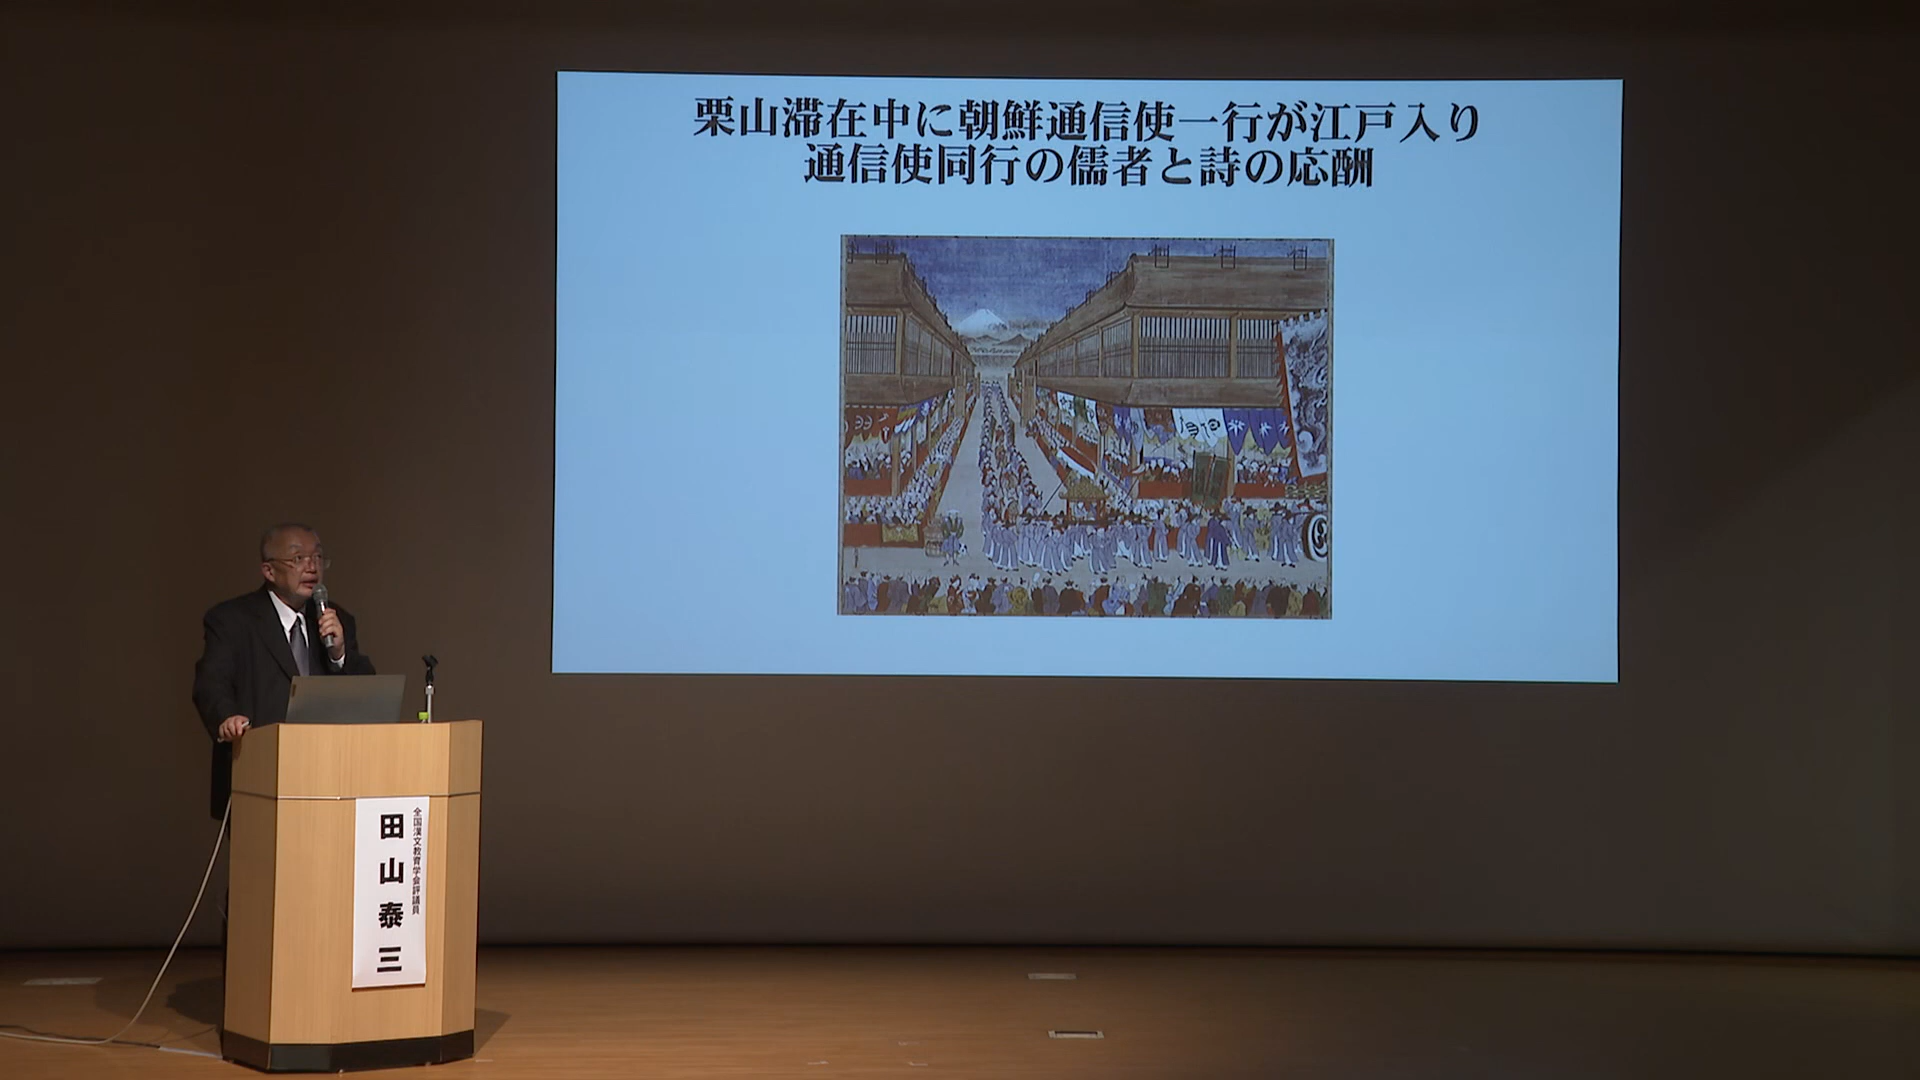 栗山滞在中に朝鮮通信使一行が江戸入り
通信使同行の儒者と詩の応酬
全国漢文教育学会評議員
田山泰三